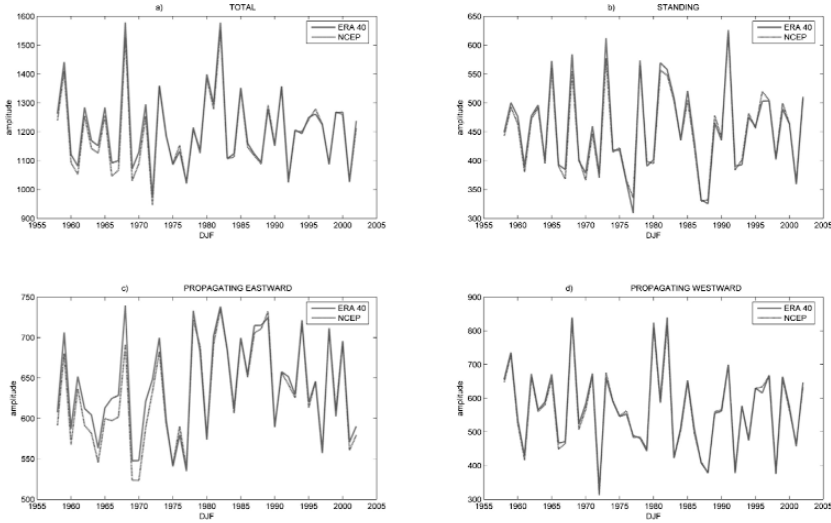 a) TOTAL
1600
1500
1400
1300
1200
1100
1000
900
amplitude
1955 1960 1965 1970 1975 1980 1985 1990 1995 2000 2005
DJF
ERA 40
NCEP
b) STANDING
650
600
550
500
450
400
350
300
amplitude
1955 1960 1965 1970 1975 1980 1985 1990 1995 2000 2005
DJF
ERA 40
NCEP
c) PROPAGATING EASTWARD
750
700
650
600
550
500
amplitude
1955 1960 1965 1970 1975 1980 1985 1990 1995 2000 2005
DJF
ERA 40
NCEP
d) PROPAGATING WESTWARD
900
800
700
600
500
400
300
amplitude
1955 1960 1965 1970 1975 1980 1985 1990 1995 2000 2005
DJF
ERA 40
NCEP